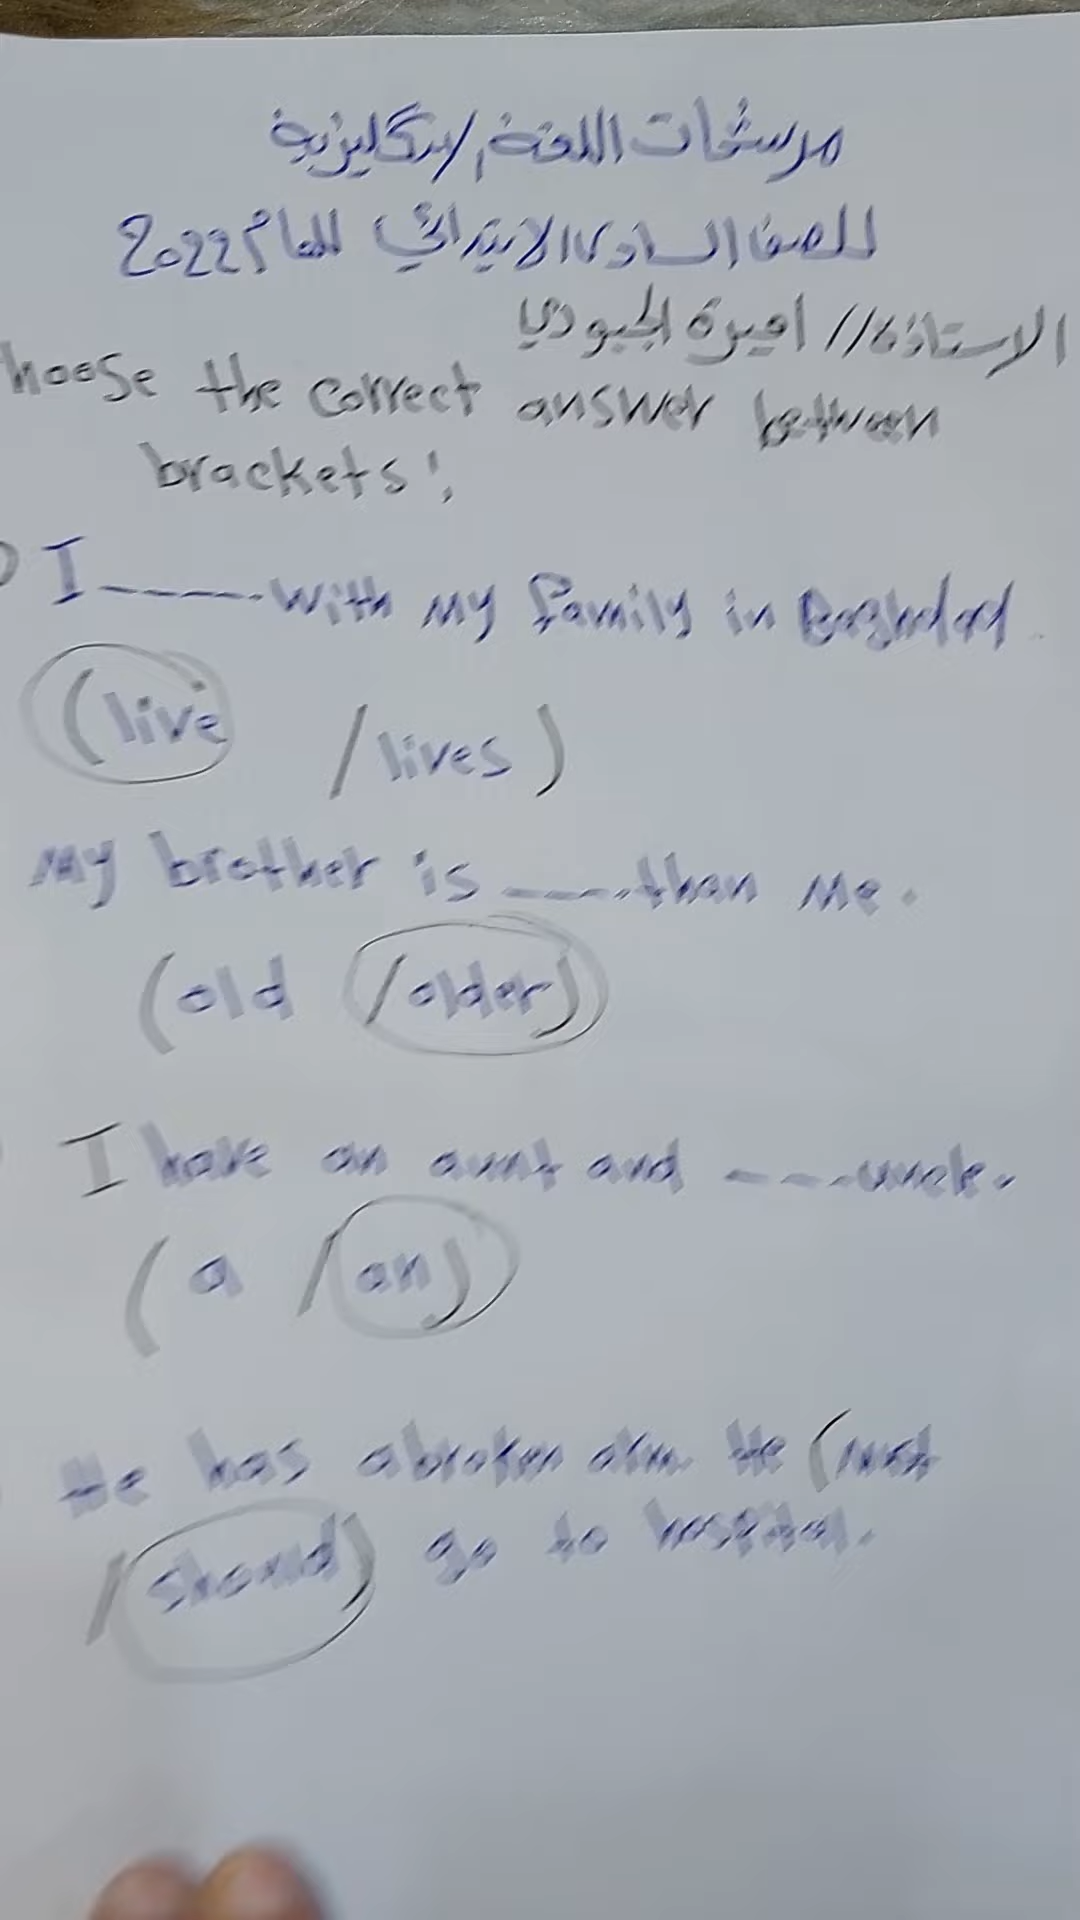 مرشحات اللغة الانكليزية
للصف السادس الابتدائي للعام 2022
الاستاذة // اميرة الجبوري
hoose the correct answer between
brackets:
I ------ with my family in Baghdad.
(live / lives)
My brother is ----- than me.
(old / older)
I have an aunt and ---- uncle.
(a / an)
He has a broken arm. He (must
/ should) go to hospital.